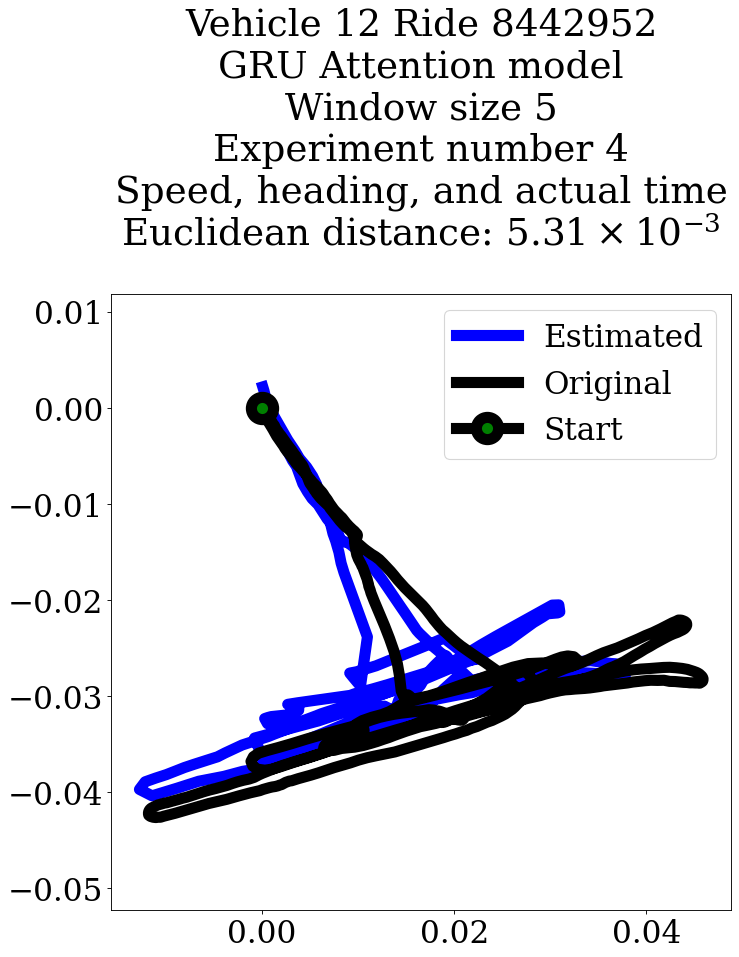 Vehicle 12 Ride 8442952
GRU Attention model
Window size 5
Experiment number 4
Speed, heading, and actual time
Euclidean distance: 5.31 × 10⁻³
Estimated
Original
Start
0.01
0.00
−0.01
−0.02
−0.03
−0.04
−0.05
0.00 0.02 0.04